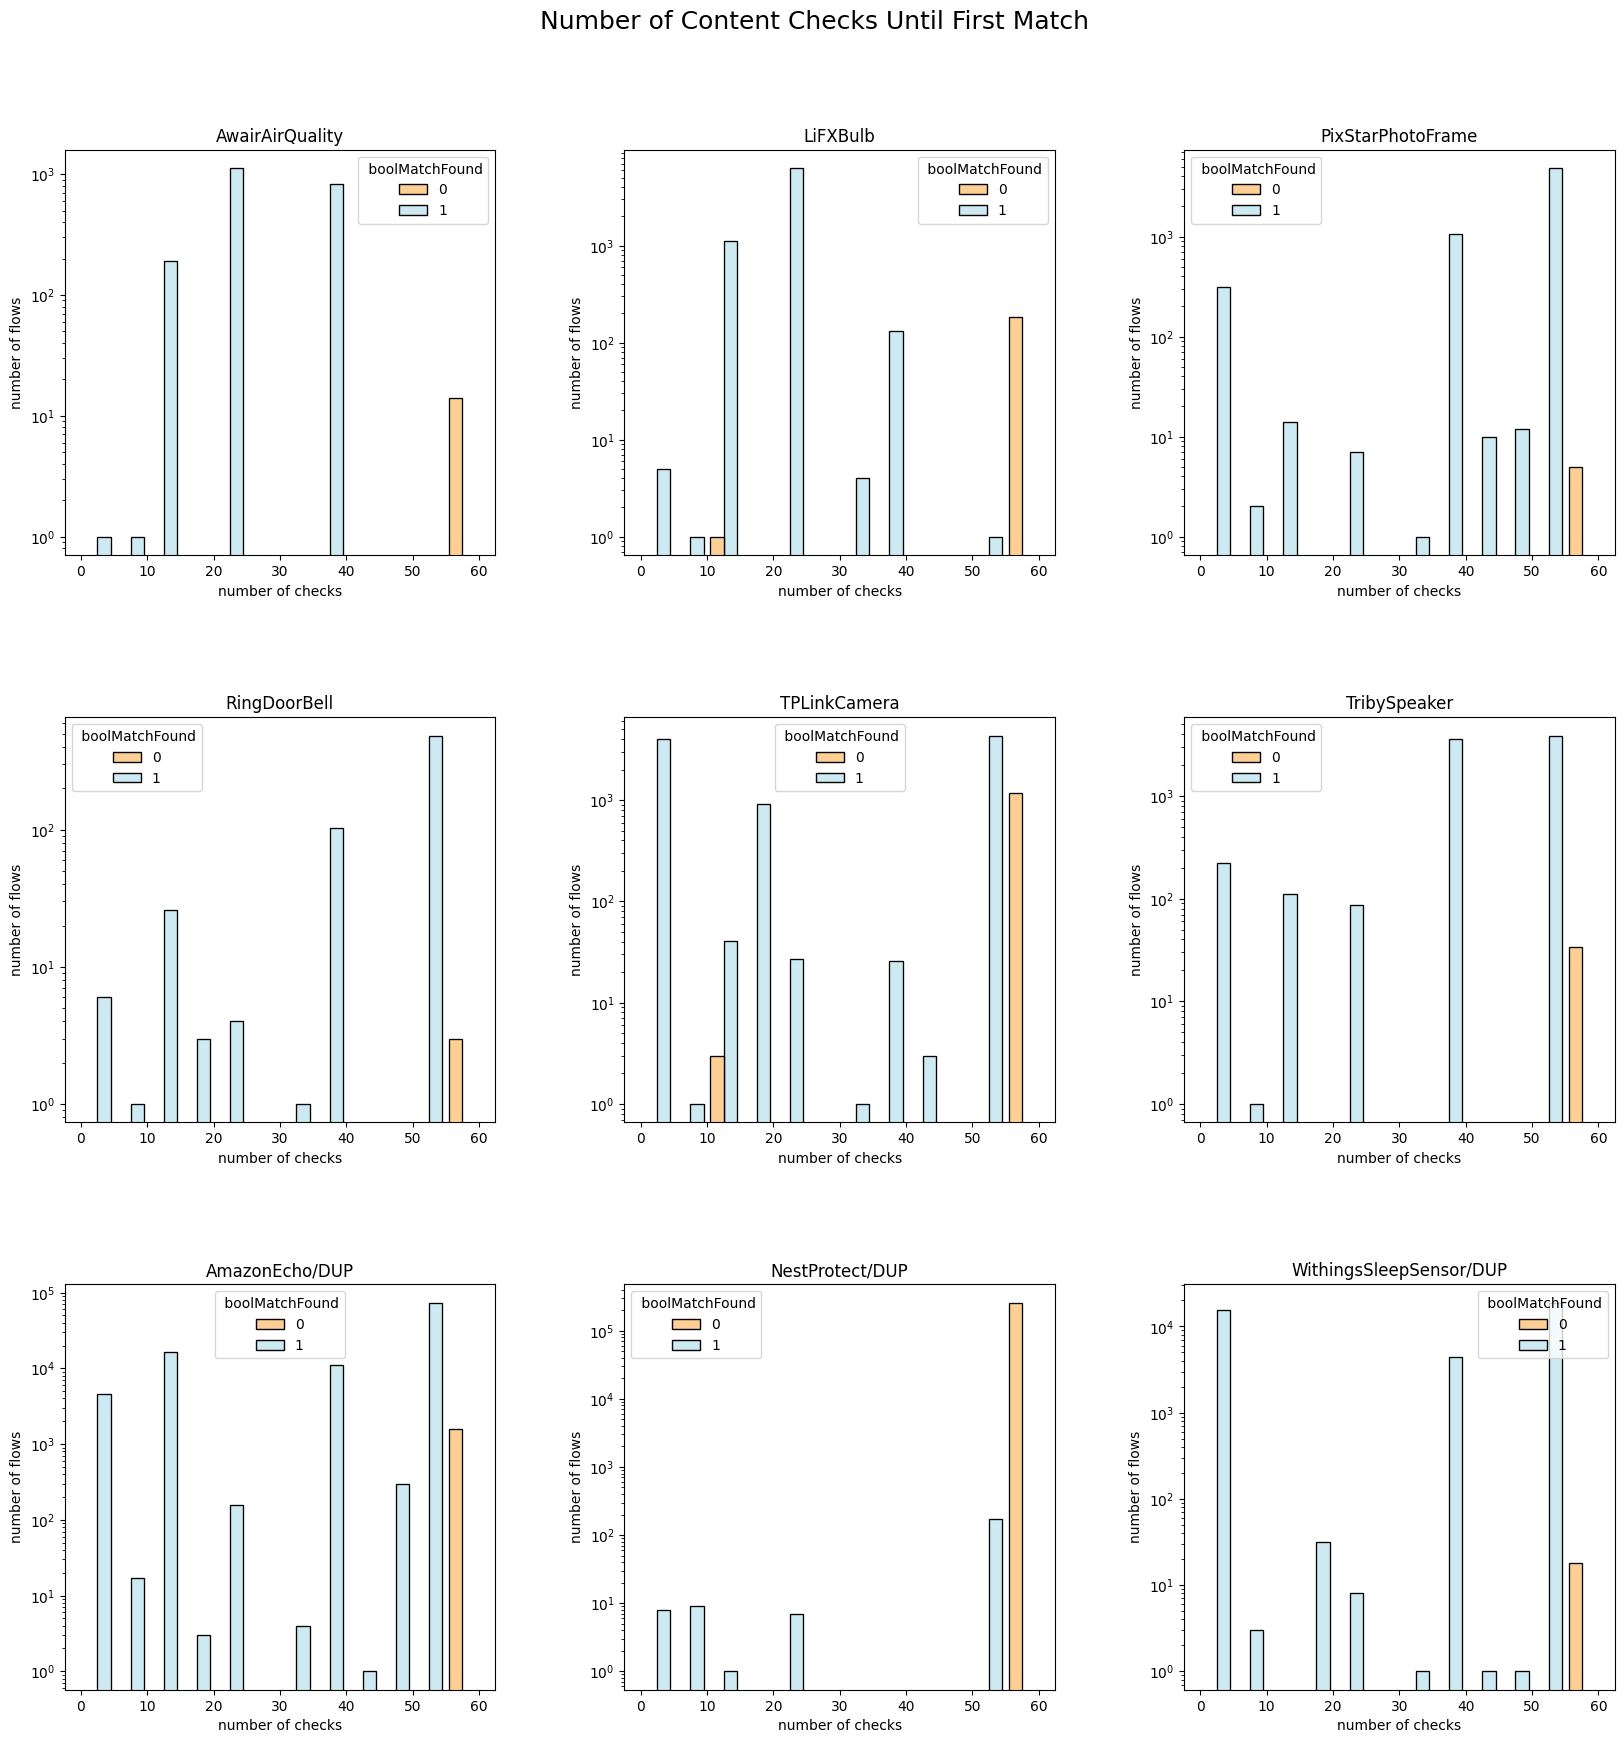 Number of Content Checks Until First Match
AwairAirQuality
boolMatchFound
0
1
10^3
10^2
10^1
10^0
number of flows
0 10 20 30 40 50 60
number of checks
LiFXBulb
boolMatchFound
0
1
10^3
10^2
10^1
10^0
number of flows
0 10 20 30 40 50 60
number of checks
PixStarPhotoFrame
boolMatchFound
0
1
10^3
10^2
10^1
10^0
number of flows
0 10 20 30 40 50 60
number of checks
RingDoorBell
boolMatchFound
0
1
10^2
10^1
10^0
number of flows
0 10 20 30 40 50 60
number of checks
TPLinkCamera
boolMatchFound
0
1
10^3
10^2
10^1
10^0
number of flows
0 10 20 30 40 50 60
number of checks
TribySpeaker
boolMatchFound
0
1
10^3
10^2
10^1
10^0
number of flows
0 10 20 30 40 50 60
number of checks
AmazonEcho/DUP
boolMatchFound
0
1
10^5
10^4
10^3
10^2
10^1
10^0
number of flows
0 10 20 30 40 50 60
number of checks
NestProtect/DUP
boolMatchFound
0
1
10^5
10^4
10^3
10^2
10^1
10^0
number of flows
0 10 20 30 40 50 60
number of checks
WithingsSleepSensor/DUP
boolMatchFound
0
1
10^4
10^3
10^2
10^1
10^0
number of flows
0 10 20 30 40 50 60
number of checks